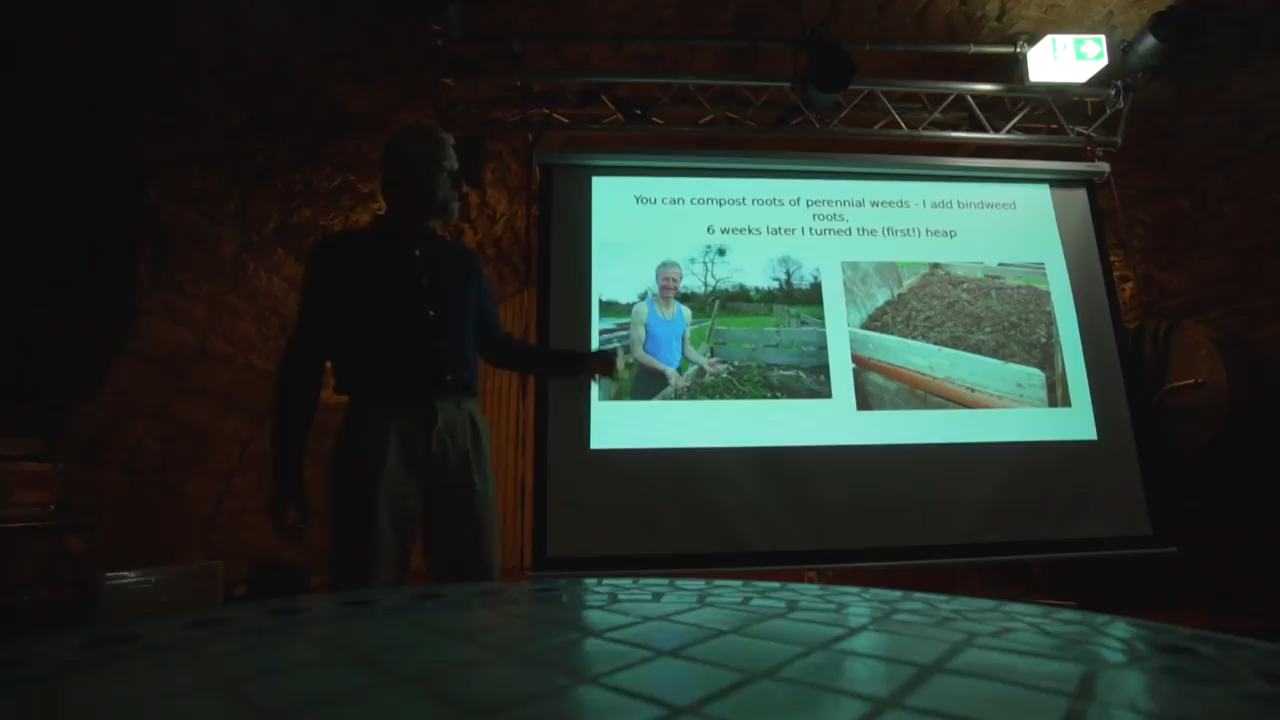 You can compost roots of perennial weeds - I add bindweed
roots,
6 weeks later I turned the (first!) heap